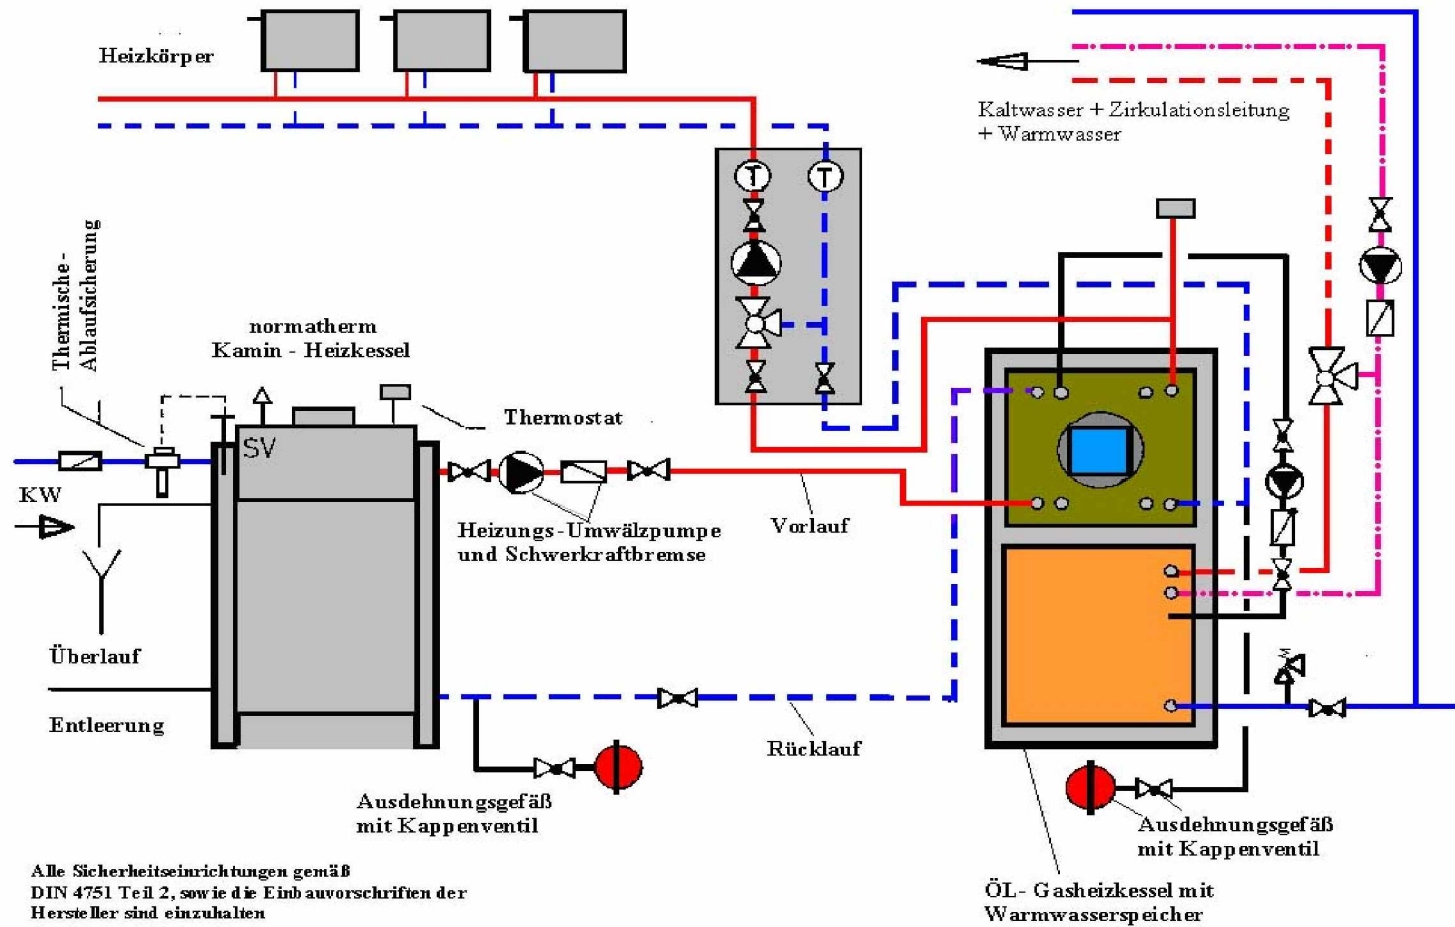 Heizkörper
T T
Kaltwasser + Zirkulationsleitung
+ Warmwasser
Thermische -
Ablaufsicherung
normatherm
Kamin - Heizkessel
Thermostat
SV
KW
Heizungs-Umwälzpumpe
und Schwerkraftbremse
Vorlauf
Überlauf
Entleerung
Rücklauf
Ausdehnungsgefäß
mit Kappenventil
Ausdehnungsgefäß
mit Kappenventil
Alle Sicherheitseinrichtungen gemäß
DIN 4751 Teil 2, sowie die Einbauvorschriften der
Hersteller sind einzuhalten
ÖL- Gasheizkessel mit
Warmwasserspeicher